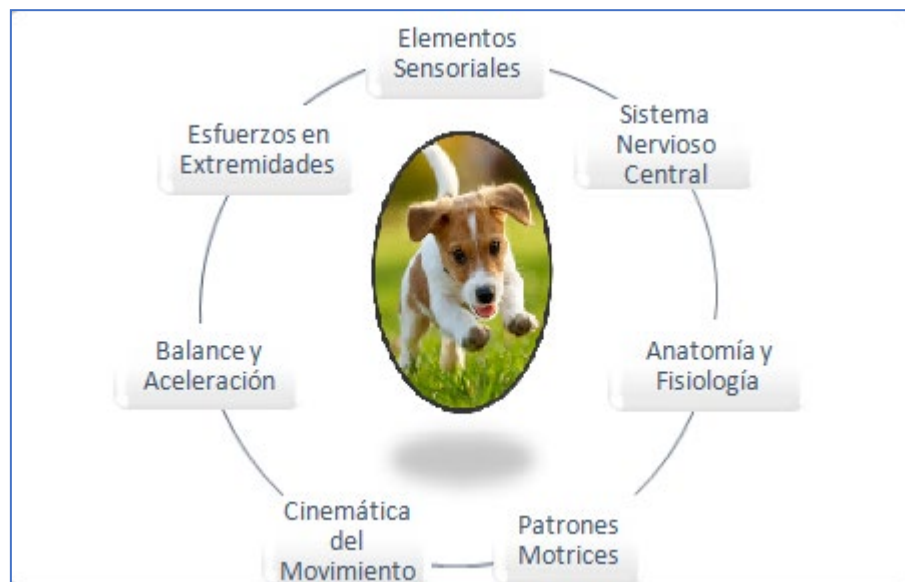 Elementos
Sensoriales
Sistema
Nervioso
Central
Anatomía y
Fisiología
Patrones
Motrices
Cinemática
del
Movimiento
Balance y
Aceleración
Esfuerzos en
Extremidades